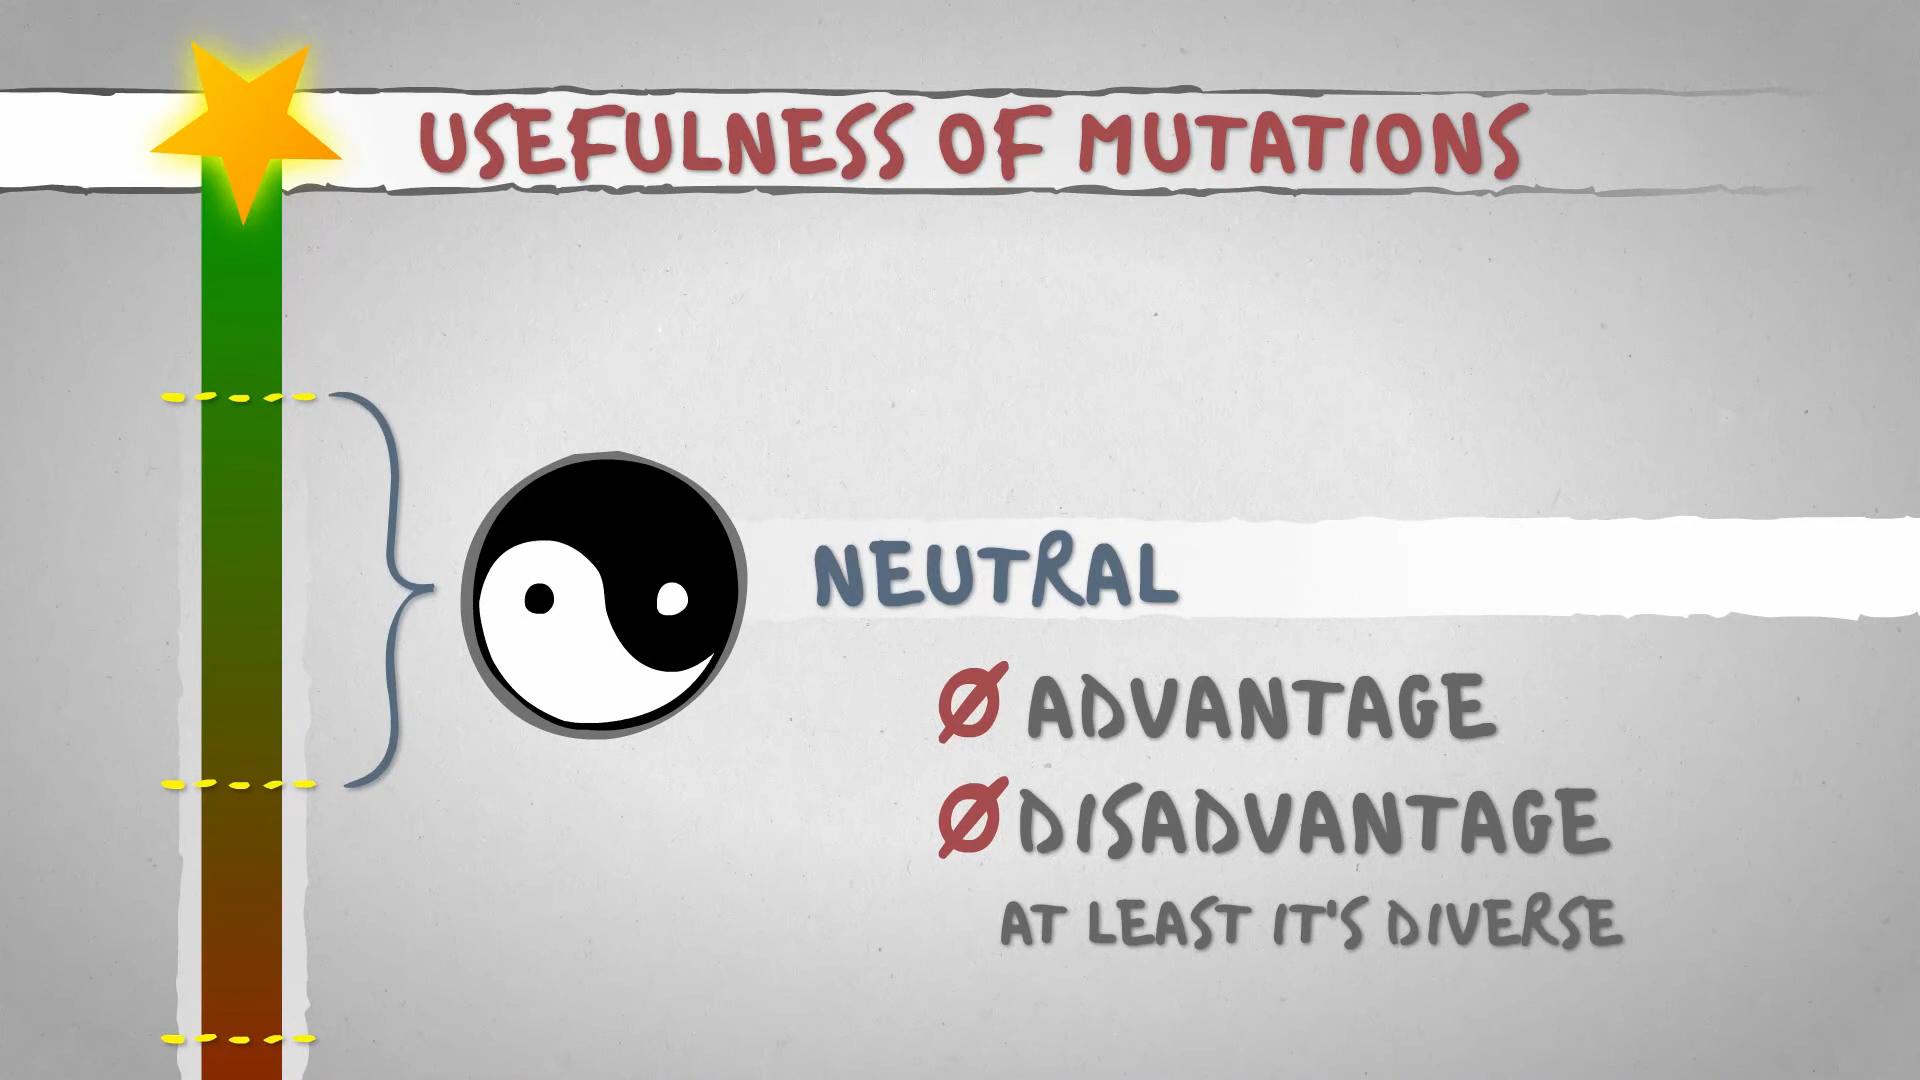 USEFULNESS OF MUTATIONS
NEUTRAL
Ø ADVANTAGE
Ø DISADVANTAGE
AT LEAST IT'S DIVERSE